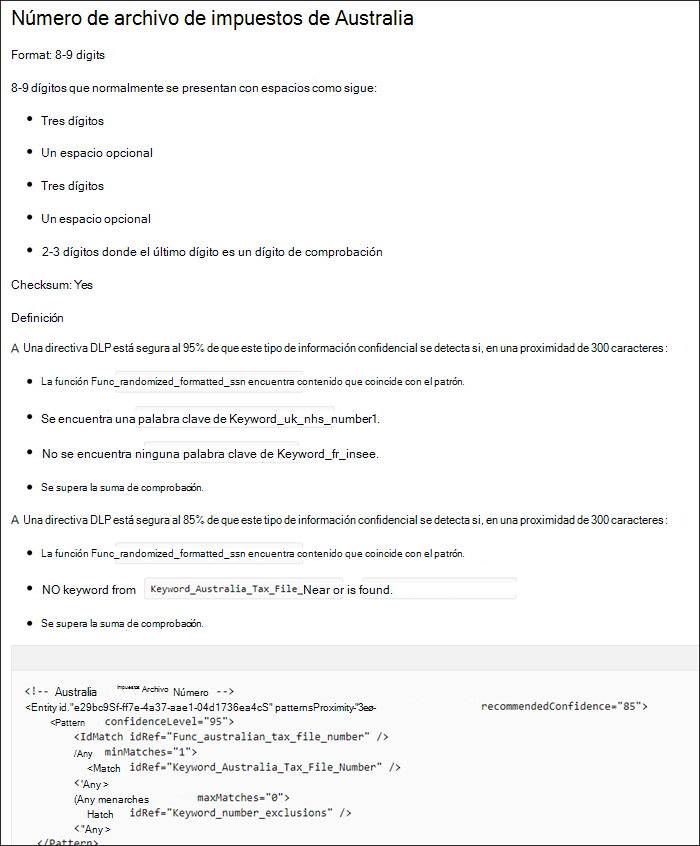 Número de archivo de impuestos de Australia
Format: 8-9 digits
8-9 dígitos que normalmente se presentan con espacios como sigue:
• Tres dígitos
• Un espacio opcional
• Tres dígitos
• Un espacio opcional
• 2-3 dígitos donde el último dígito es un dígito de comprobación
Checksum: Yes
Definición
A Una directiva DLP está segura al 95% de que este tipo de información confidencial se detecta si, en una proximidad de 300 caracteres:
• La función Func_randomized_formatted_ssn encuentra contenido que coincide con el patrón.
• Se encuentra una palabra clave de Keyword_uk_nhs_number1.
• No se encuentra ninguna palabra clave de Keyword_fr_insee.
• Se supera la suma de comprobación.
A Una directiva DLP está segura al 85% de que este tipo de información confidencial se detecta si, en una proximidad de 300 caracteres:
• La función Func_randomized_formatted_ssn encuentra contenido que coincide con el patrón.
• NO keyword from Keyword_Australia_Tax_File_Near or is found.
• Se supera la suma de comprobación.
<!-- Australia Impuestos Archivo Número -->
<Entity id."e29bc9Sf-ff7e-4a37-aae1-04d1736ea4cS" patternsProximity-"3eø- recommendedConfidence="85">
<Pattern confidenceLevel="95">
<IdMatch idRef="Func_australian_tax_file_number" />
/Any minMatches="1">
<Match idRef="Keyword_Australia_Tax_File_Number" />
<'Any >
(Any menarches maxMatches="0">
Hatch idRef="Keyword_number_exclusions" />
<"Any >
</Pattern>